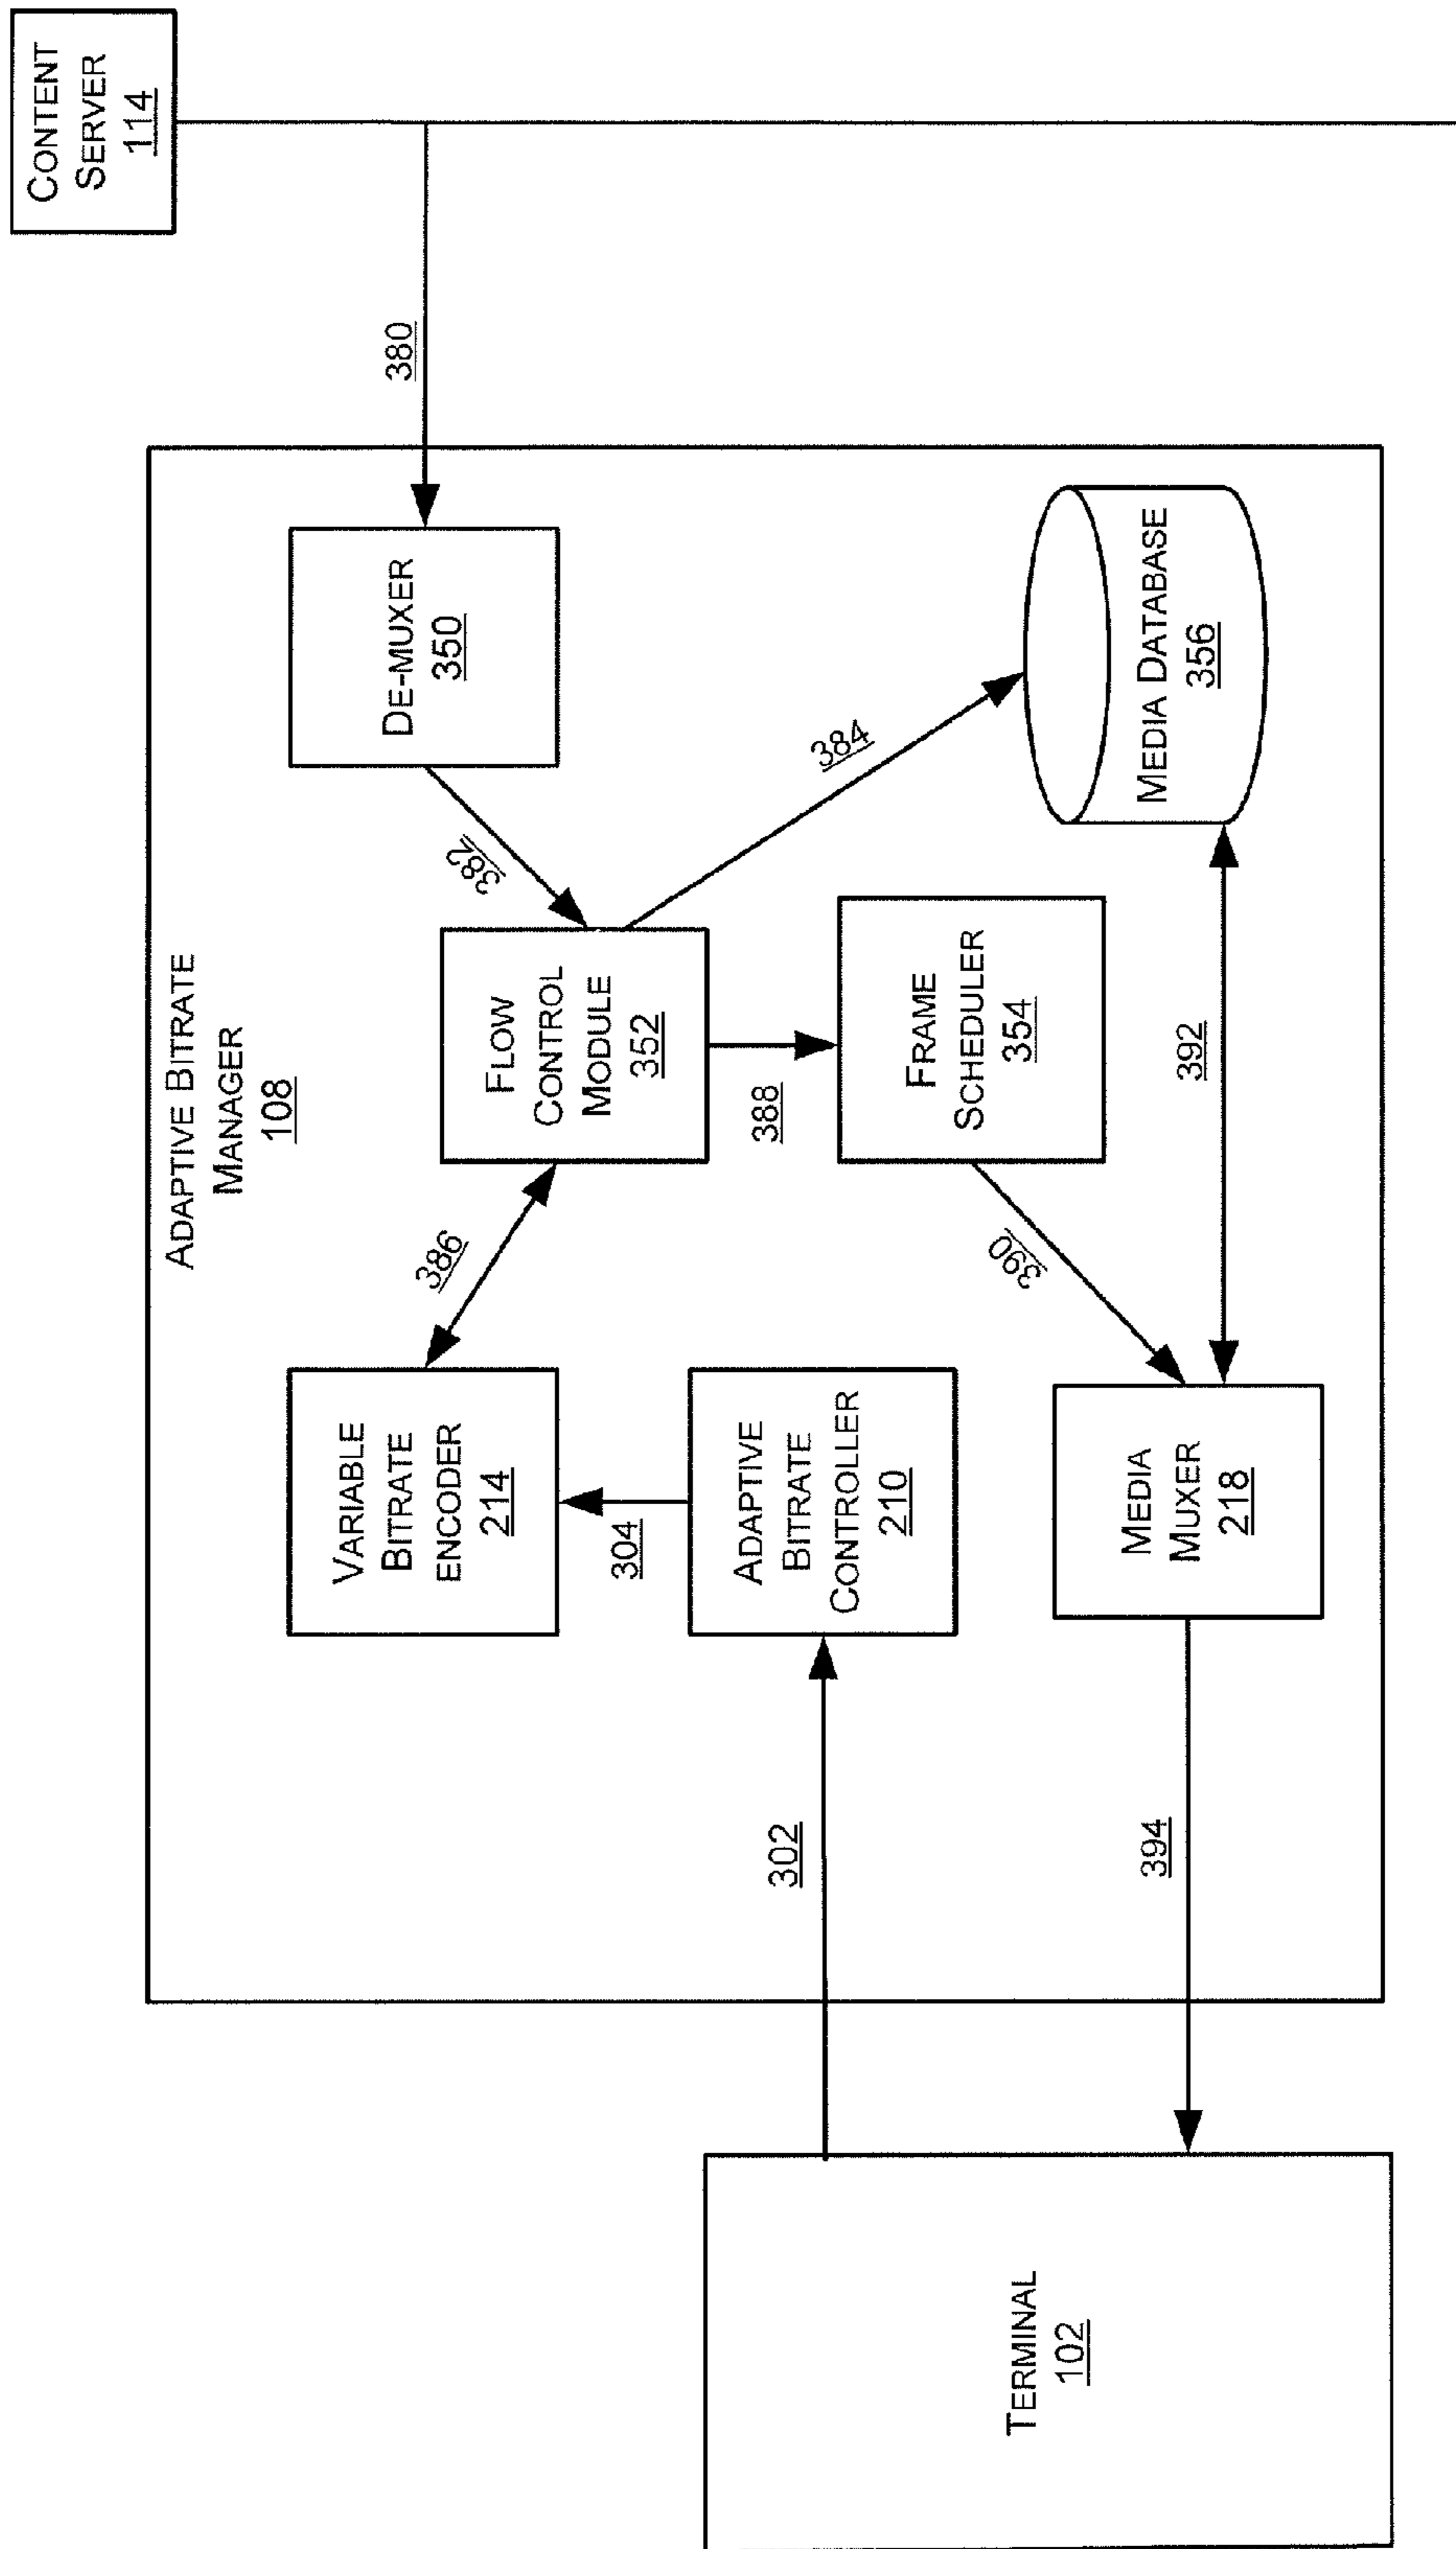 CONTENT
SERVER
114
380
ADAPTIVE BITRATE
MANAGER
108
DE-MUXER
350
382
FLOW
CONTROL
MODULE
352
384
386
388
VARIABLE
BITRATE
ENCODER
214
304
ADAPTIVE
BITRATE
CONTROLLER
210
FRAME
SCHEDULER
354
390
MEDIA DATABASE
356
392
MEDIA
MUXER
218
302
394
TERMINAL
102